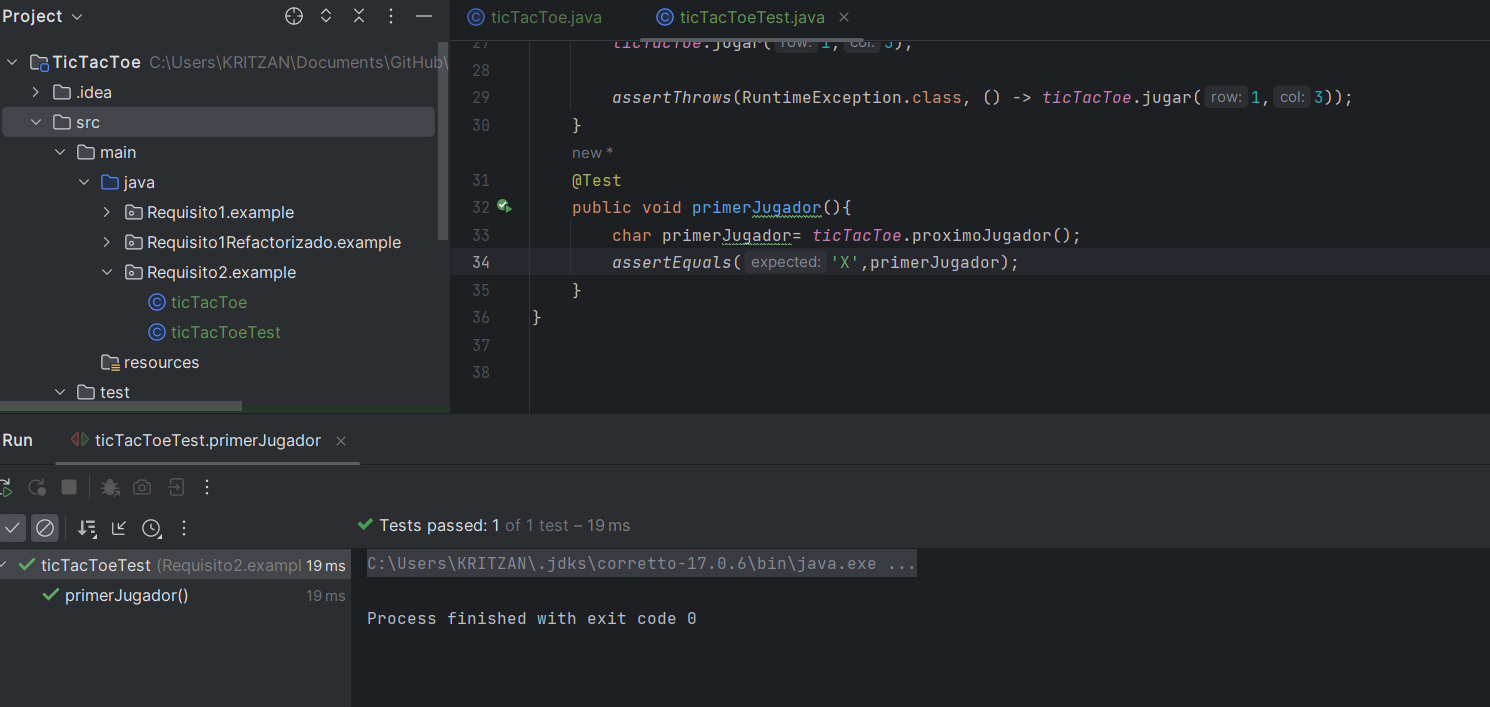 Project
ticTacToe.java
ticTacToeTest.java
TicTacToe C:\Users\KRITZAN\Documents\GitHub\
.idea
src
main
java
Requisito1.example
Requisito1Refactorizado.example
Requisito2.example
ticTacToe
ticTacToeTest
resources
test
27 ticTacToe.jugar( row: 1, col: 3);
28
29 assertThrows(RuntimeException.class, () -> ticTacToe.jugar( row: 1, col: 3));
30 }
new *
31 @Test
32 public void primerJugador(){
33 char primerJugador= ticTacToe.proximoJugador();
34 assertEquals( expected: 'X',primerJugador);
35 }
36 }
37
38
Run ticTacToeTest.primerJugador
Tests passed: 1 of 1 test – 19 ms
ticTacToeTest (Requisito2.exampl 19 ms
primerJugador() 19 ms
C:\Users\KRITZAN\.jdks\corretto-17.0.6\bin\java.exe ...
Process finished with exit code 0